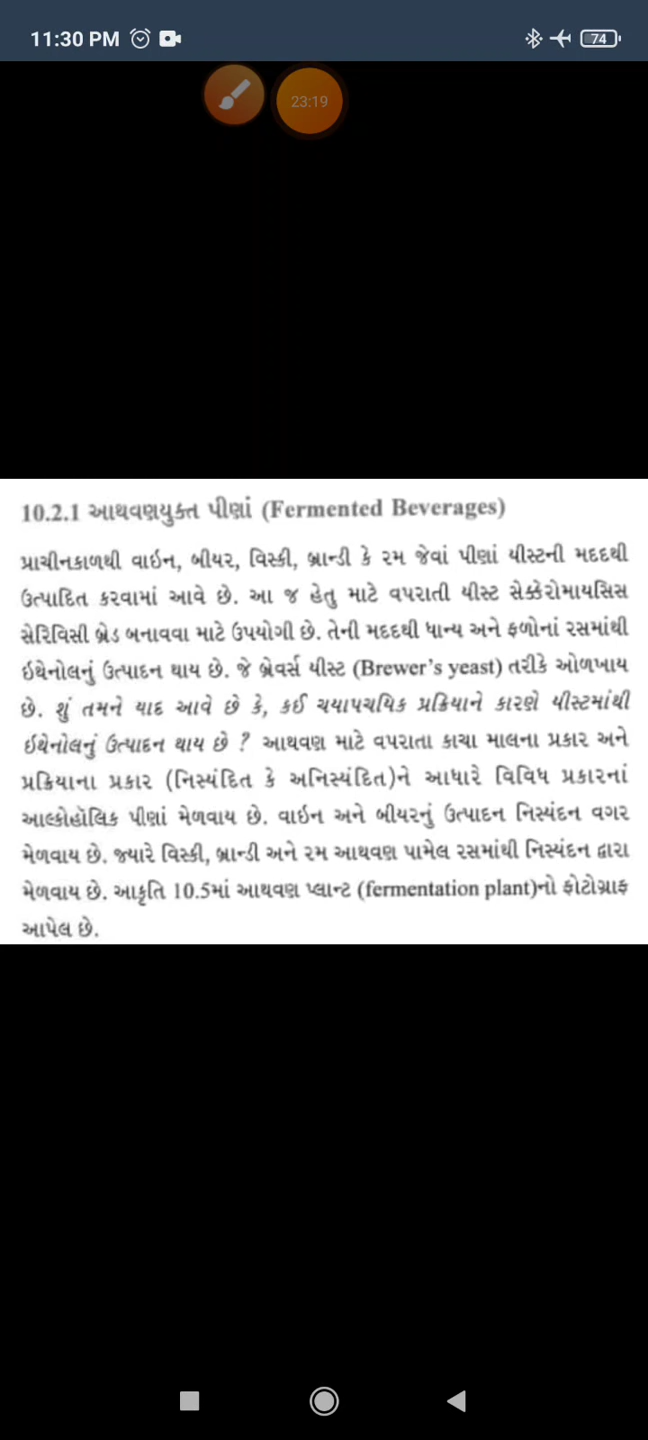 11:30 PM
74
23:19
10.2.1 આથવણયુક્ત પીણાં (Fermented Beverages)
પ્રાચીનકાળથી વાઇન, બીયર, વિસ્કી, બ્રાન્ડી કે રમ જેવાં પીણાં યીસ્ટની મદદથી
ઉત્પાદિત કરવામાં આવે છે. આ જ હેતુ માટે વપરાતી યીસ્ટ સેક્કેરોમાયસિસ
સેરિવિસી બ્રેડ બનાવવા માટે ઉપયોગી છે. તેની મદદથી ધાન્ય અને ફળોનાં રસમાંથી
ઇથેનોલનું ઉત્પાદન થાય છે. જે બ્રેવર્સ યીસ્ટ (Brewer's yeast) તરીકે ઓળખાય
છે. શું તમને યાદ આવે છે કે, કઈ ચયાપચયિક પ્રક્રિયાને કારણે યીસ્ટમાંથી
ઇથેનોલનું ઉત્પાદન થાય છે ? આથવણ માટે વપરાતા કાચા માલના પ્રકાર અને
પ્રક્રિયાના પ્રકાર (નિસ્યંદિત કે અનિસ્યંદિત)ને આધારે વિવિધ પ્રકારનાં
આલ્કોહૉલિક પીણાં મેળવાય છે. વાઇન અને બીયરનું ઉત્પાદન નિસ્યંદન વગર
મેળવાય છે. જ્યારે વિસ્કી, બ્રાન્ડી અને રમ આથવણ પામેલ રસમાંથી નિસ્યંદન દ્વારા
મેળવાય છે. આકૃતિ 10.5માં આથવણ પ્લાન્ટ (fermentation plant)નો ફોટોગ્રાફ
આપેલ છે.